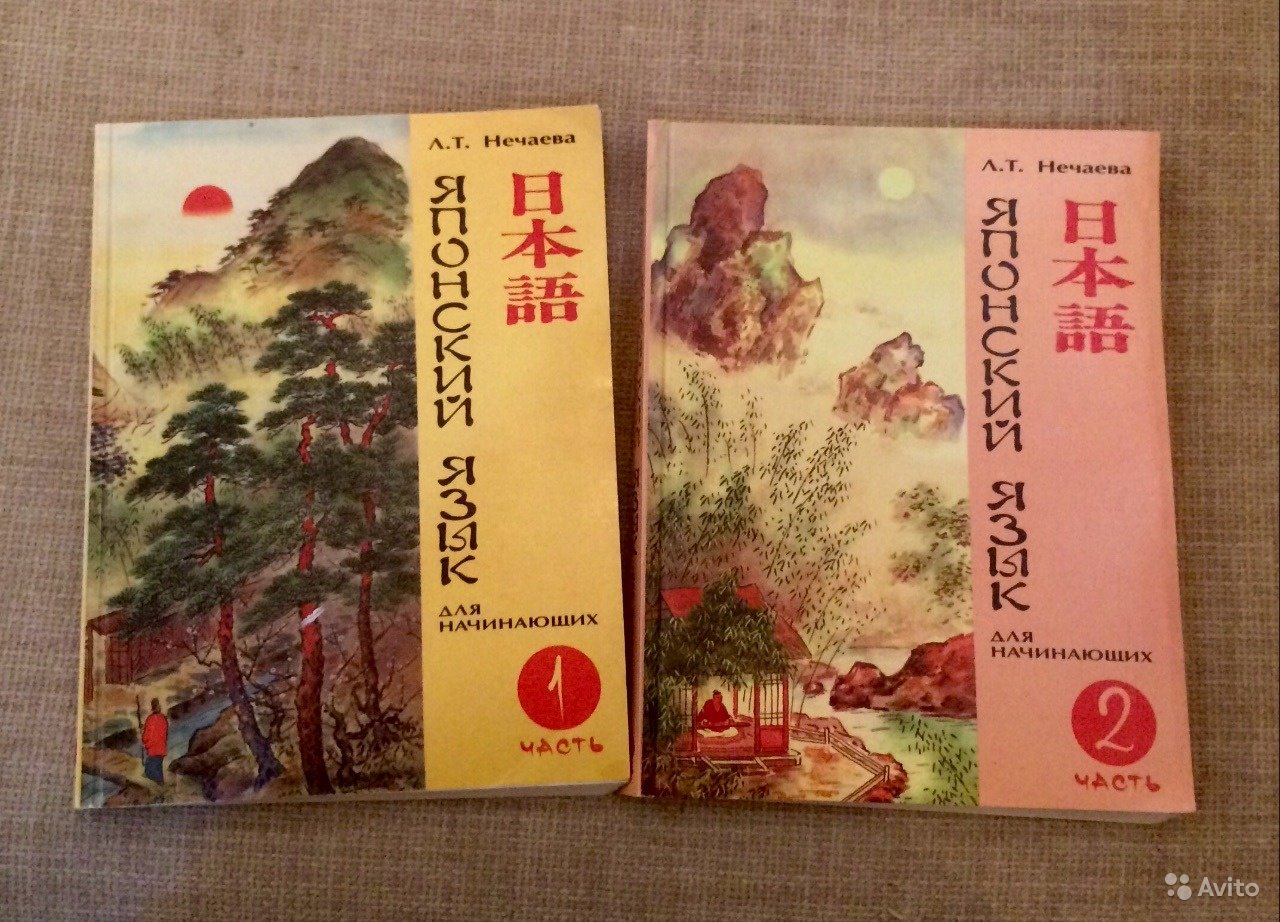 Л.Т. Нечаева
ЯПОНСКИЙ ЯЗЫК
日本語
ДЛЯ
НАЧИНАЮЩИХ
1
ЧАСТЬ
Л.Т. Нечаева
ЯПОНСКИЙ ЯЗЫК
日本語
ДЛЯ
НАЧИНАЮЩИХ
2
ЧАСТЬ
Avito